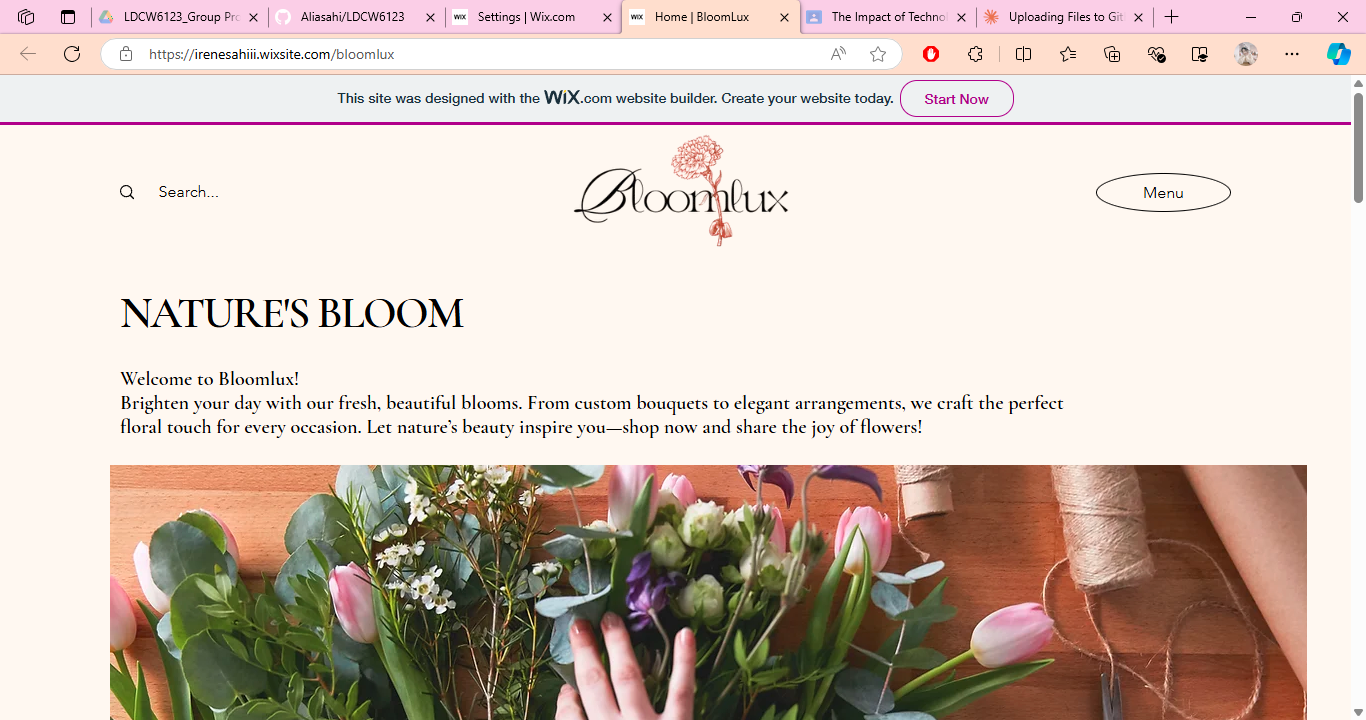 LDCW6123_Group Pro
Aliasahi/LDCW6123
WIX Settings | Wix.com
WIX Home | BloomLux
The Impact of Technol
Uploading Files to Git
https://irenesahiii.wixsite.com/bloomlux
This site was designed with the WiX.com website builder. Create your website today. Start Now
Search...
Bloomlux
Menu
NATURE'S BLOOM
Welcome to Bloomlux!
Brighten your day with our fresh, beautiful blooms. From custom bouquets to elegant arrangements, we craft the perfect
floral touch for every occasion. Let nature’s beauty inspire you—shop now and share the joy of flowers!